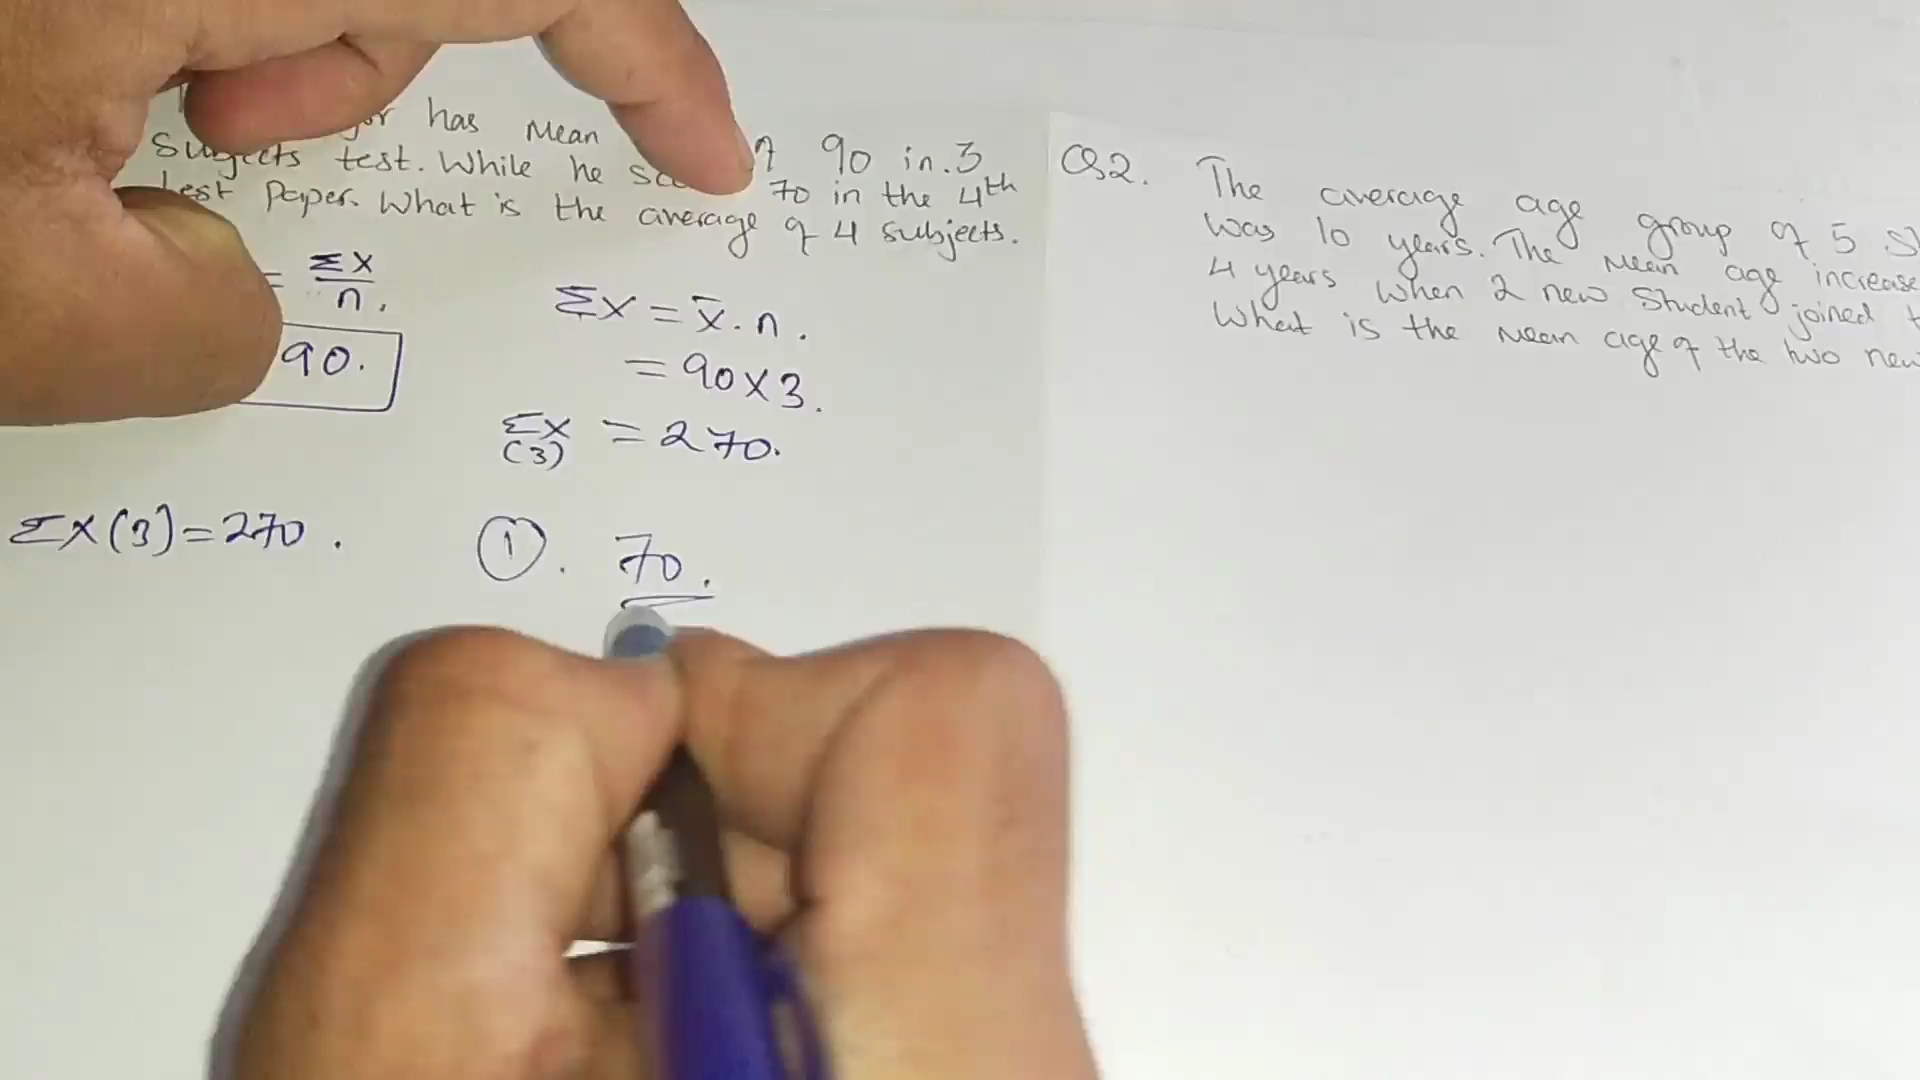 has Mean 90 in 3
Subjects test. While he 70 in the 4th
test Paper. What is the average of 4 subjects.
= Σx
n.
90.
Σx = x̄. n.
= 90x3.
Σx = 270.
(3)
Σx(3)=270.
①. 70.
Q2. The average age group of 5
was 10 years. The Mean age increase
4 years when 2 new Student joined
What is the mean age of the two new